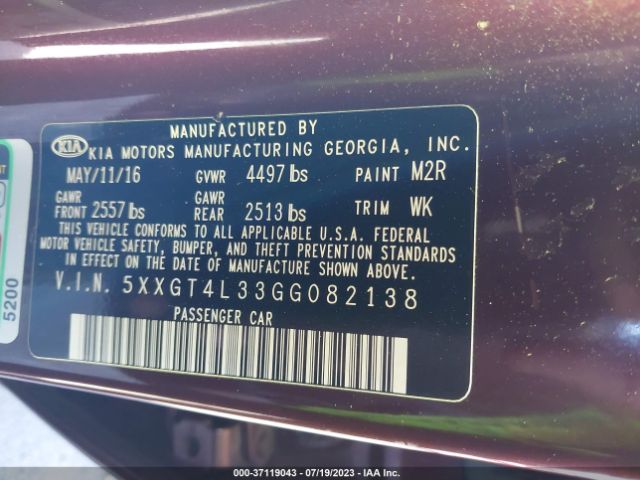 MANUFACTURED BY
KIA KIA MOTORS MANUFACTURING GEORGIA, INC.
MAY/11/16 GVWR 4497 lbs PAINT M2R
GAWR FRONT 2557 lbs GAWR REAR 2513 lbs TRIM WK
THIS VEHICLE CONFORMS TO ALL APPLICABLE U.S.A. FEDERAL
MOTOR VEHICLE SAFETY, BUMPER, AND THEFT PREVENTION STANDARDS
IN EFFECT ON THE DATE OF MANUFACTURE SHOWN ABOVE.
V.I.N. 5XXGT4L33GG082138
PASSENGER CAR
5200
000-37119043 / 07/19/2023 / IAA Inc.